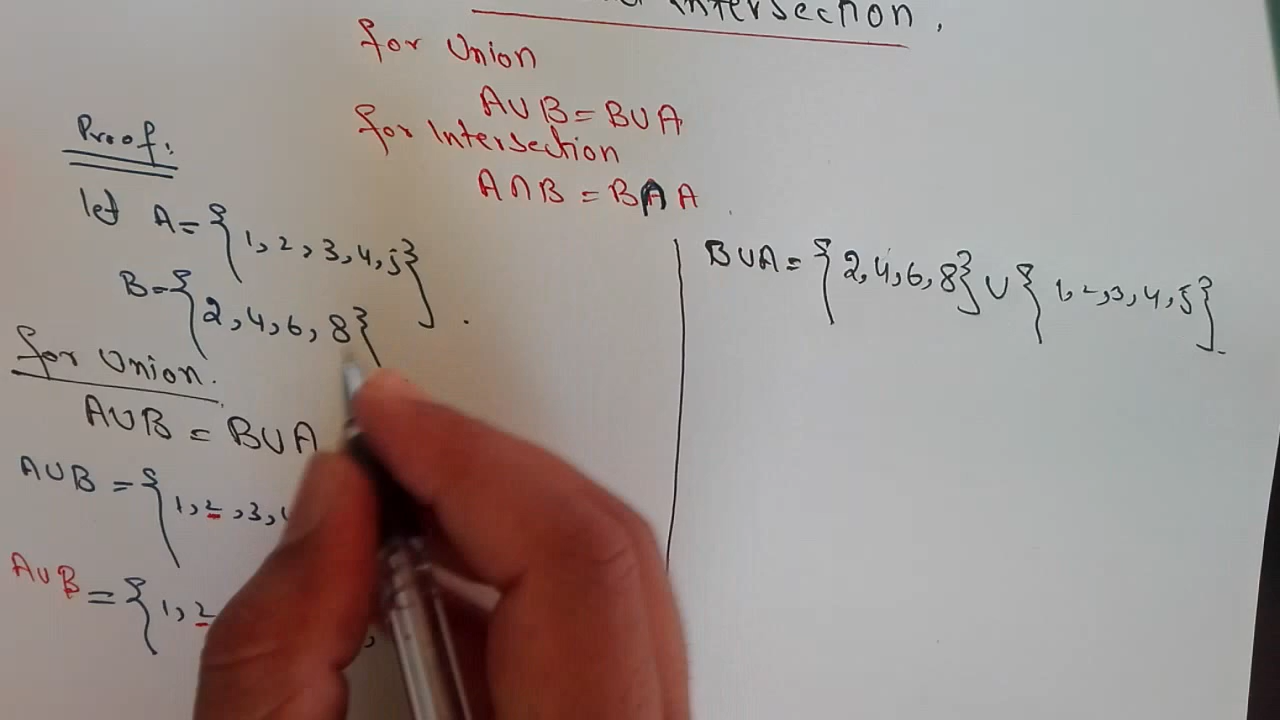 Intersection,
for Union
A∪B = B∪A
for Intersection
A∩B = B∩A
Proof:
let A = {1, 2, 3, 4, 5}
B = {2, 4, 6, 8}
for Union.
A∪B = B∪A
A∪B = {1, 2, 3,
A∪B = {1, 2
B∪A = {2, 4, 6, 8} ∪ {1, 2, 3, 4, 5}